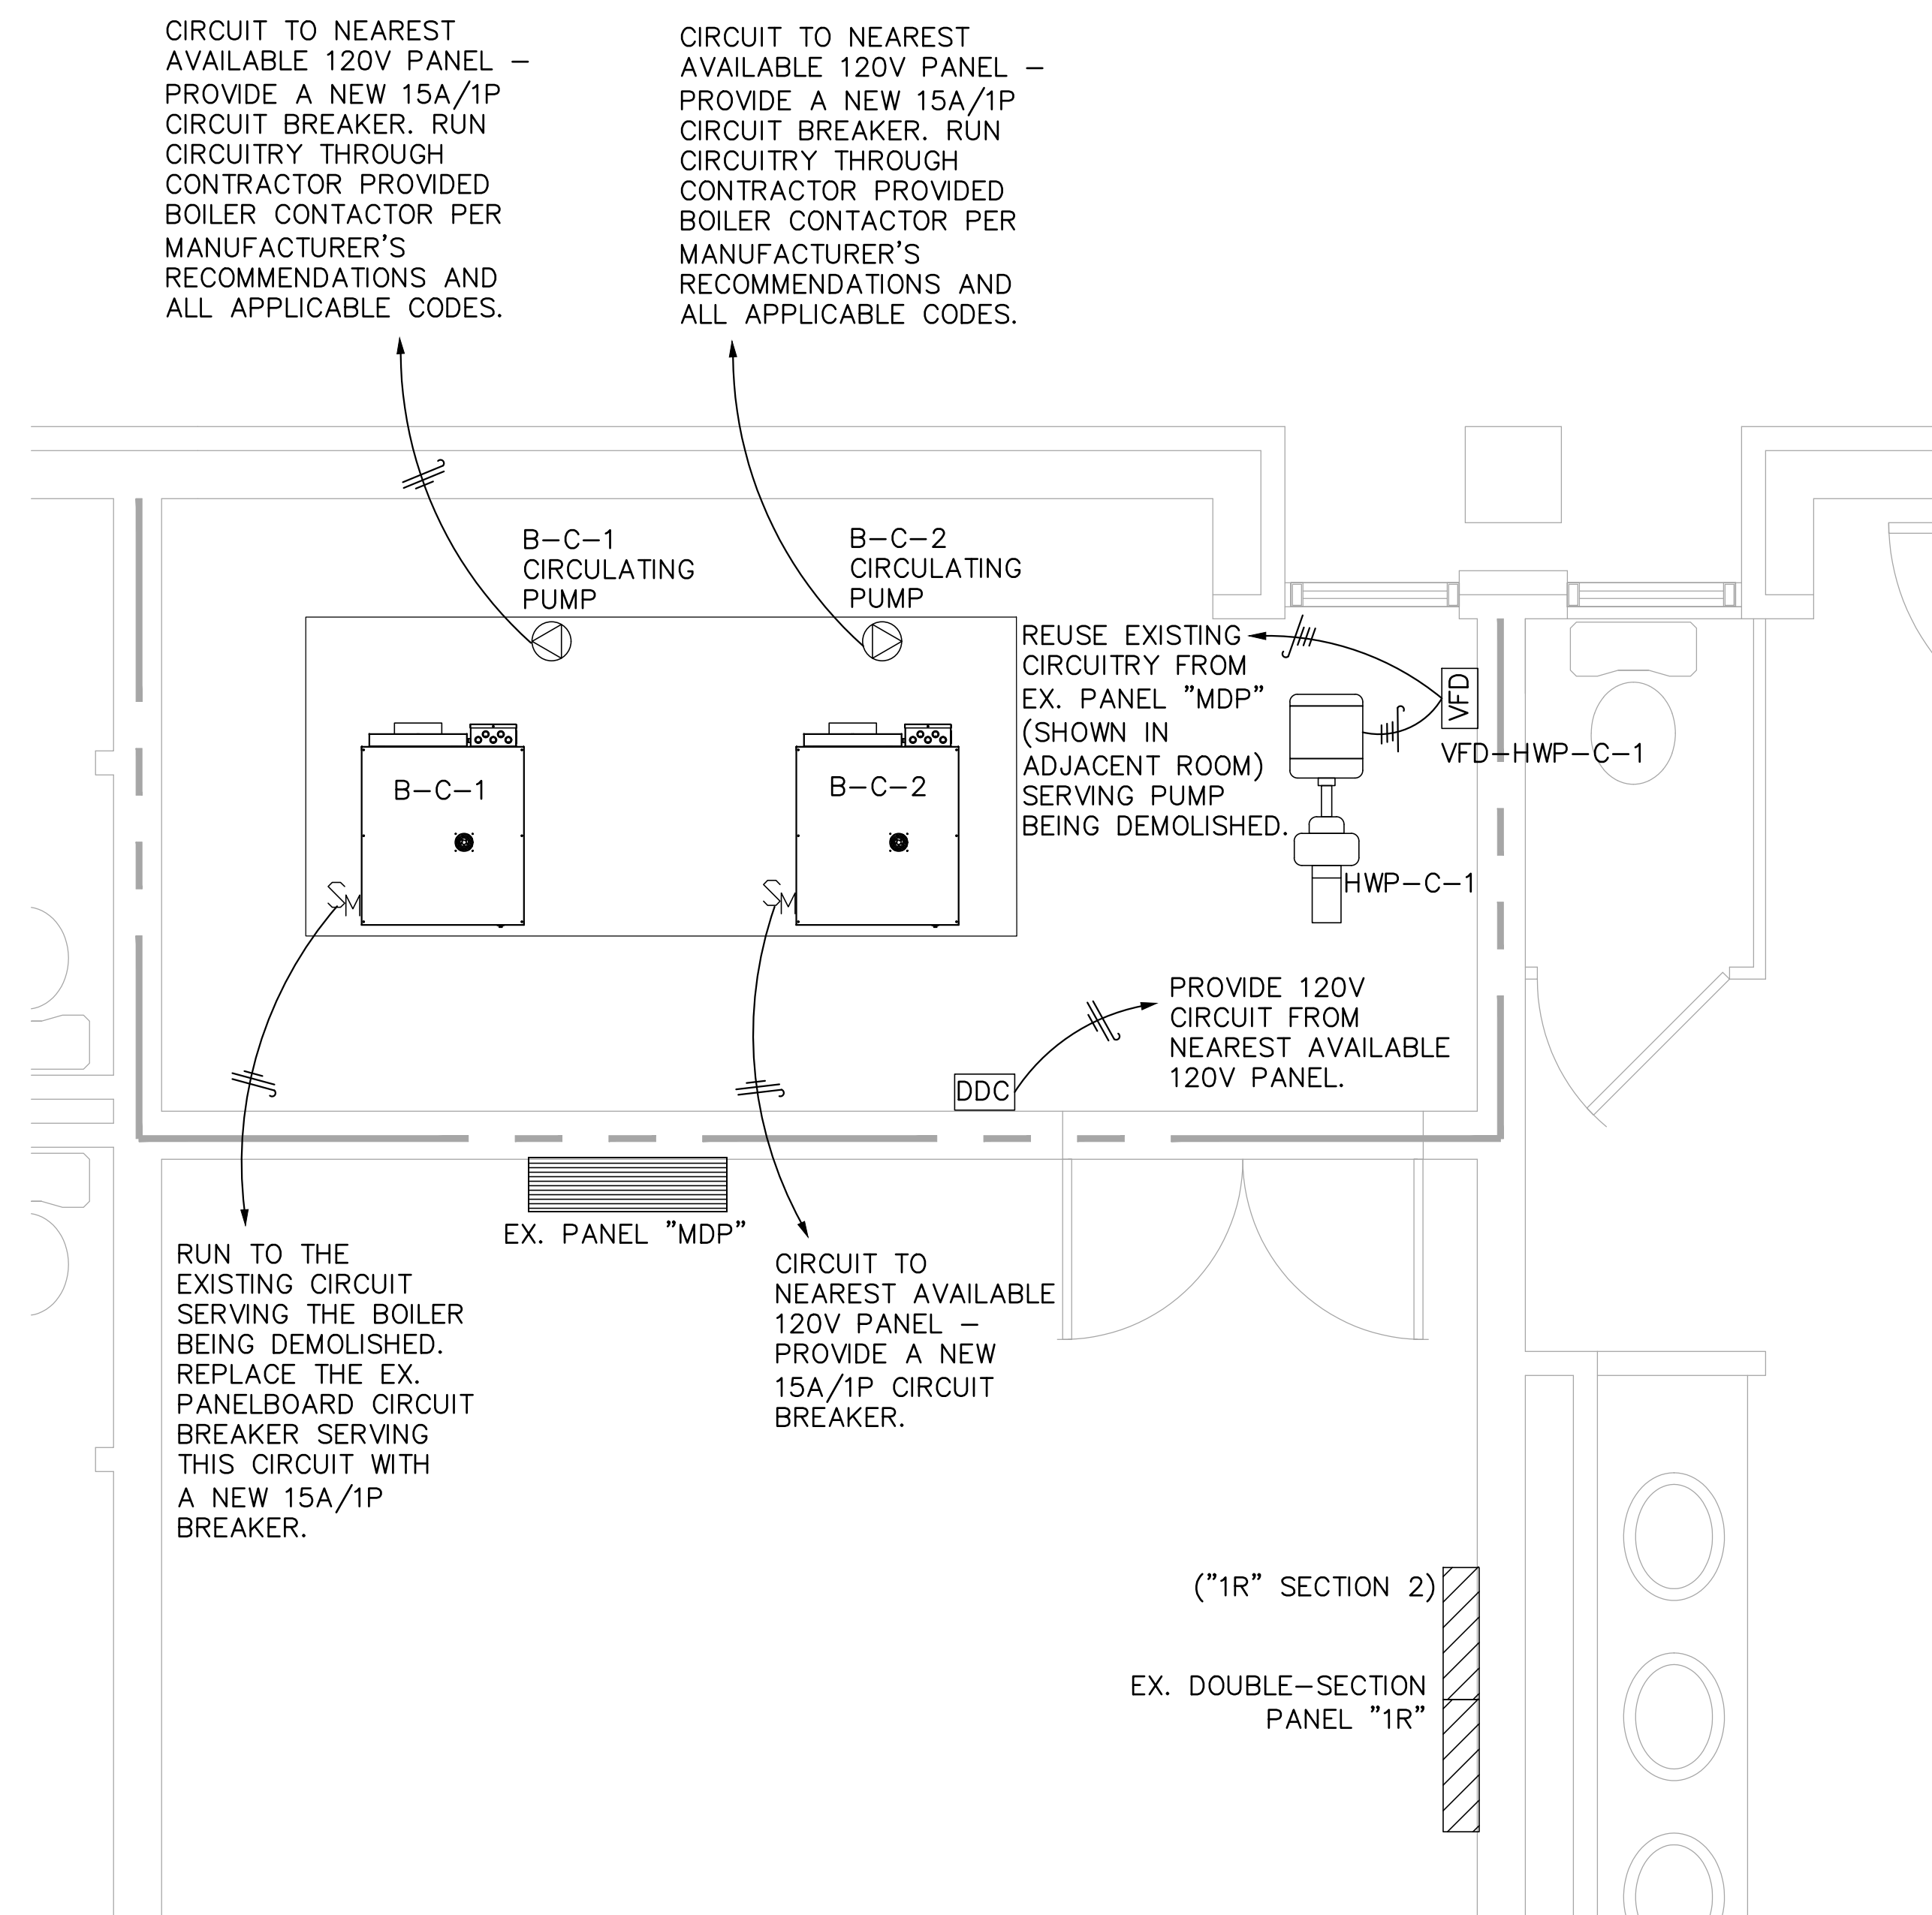 CIRCUIT TO NEAREST
AVAILABLE 120V PANEL –
PROVIDE A NEW 15A/1P
CIRCUIT BREAKER. RUN
CIRCUITRY THROUGH
CONTRACTOR PROVIDED
BOILER CONTACTOR PER
MANUFACTURER'S
RECOMMENDATIONS AND
ALL APPLICABLE CODES.
CIRCUIT TO NEAREST
AVAILABLE 120V PANEL –
PROVIDE A NEW 15A/1P
CIRCUIT BREAKER. RUN
CIRCUITRY THROUGH
CONTRACTOR PROVIDED
BOILER CONTACTOR PER
MANUFACTURER'S
RECOMMENDATIONS AND
ALL APPLICABLE CODES.
B–C–1
CIRCULATING
PUMP
B–C–2
CIRCULATING
PUMP
REUSE EXISTING
CIRCUITRY FROM
EX. PANEL "MDP"
(SHOWN IN
ADJACENT ROOM)
SERVING PUMP
BEING DEMOLISHED.
VFD
VFD–HWP–C–1
B–C–1
B–C–2
HWP–C–1
SM
SM
PROVIDE 120V
CIRCUIT FROM
NEAREST AVAILABLE
120V PANEL.
DDC
EX. PANEL "MDP"
RUN TO THE
EXISTING CIRCUIT
SERVING THE BOILER
BEING DEMOLISHED.
REPLACE THE EX.
PANELBOARD CIRCUIT
BREAKER SERVING
THIS CIRCUIT WITH
A NEW 15A/1P
BREAKER.
CIRCUIT TO
NEAREST AVAILABLE
120V PANEL –
PROVIDE A NEW
15A/1P CIRCUIT
BREAKER.
("1R" SECTION 2)
EX. DOUBLE–SECTION
PANEL "1R"